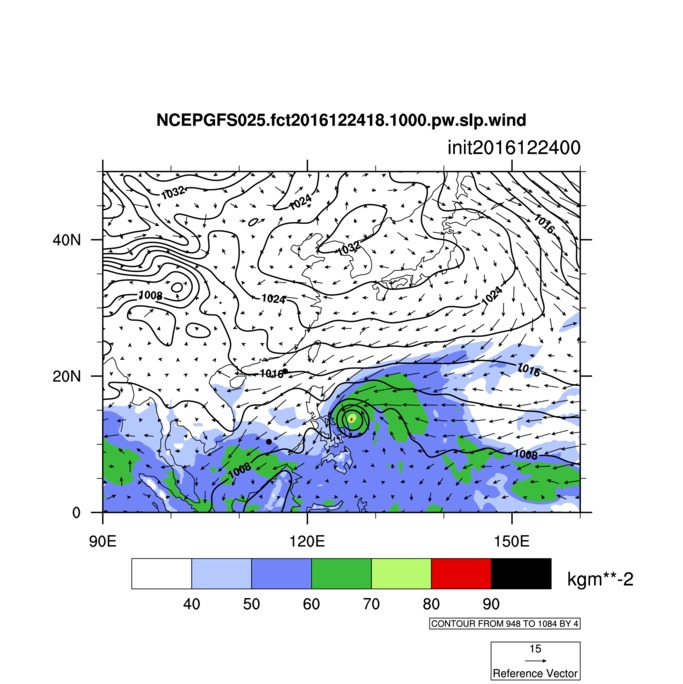 NCEPGFS025.fct2016122418.1000.pw.slp.wind
init2016122400
1032
1024
1016
40N
1032
1008
1024
1024
20N
1016
1016
1008
1008
0
90E 120E 150E
kgm**-2
40 50 60 70 80 90
CONTOUR FROM 948 TO 1084 BY 4
15
Reference Vector